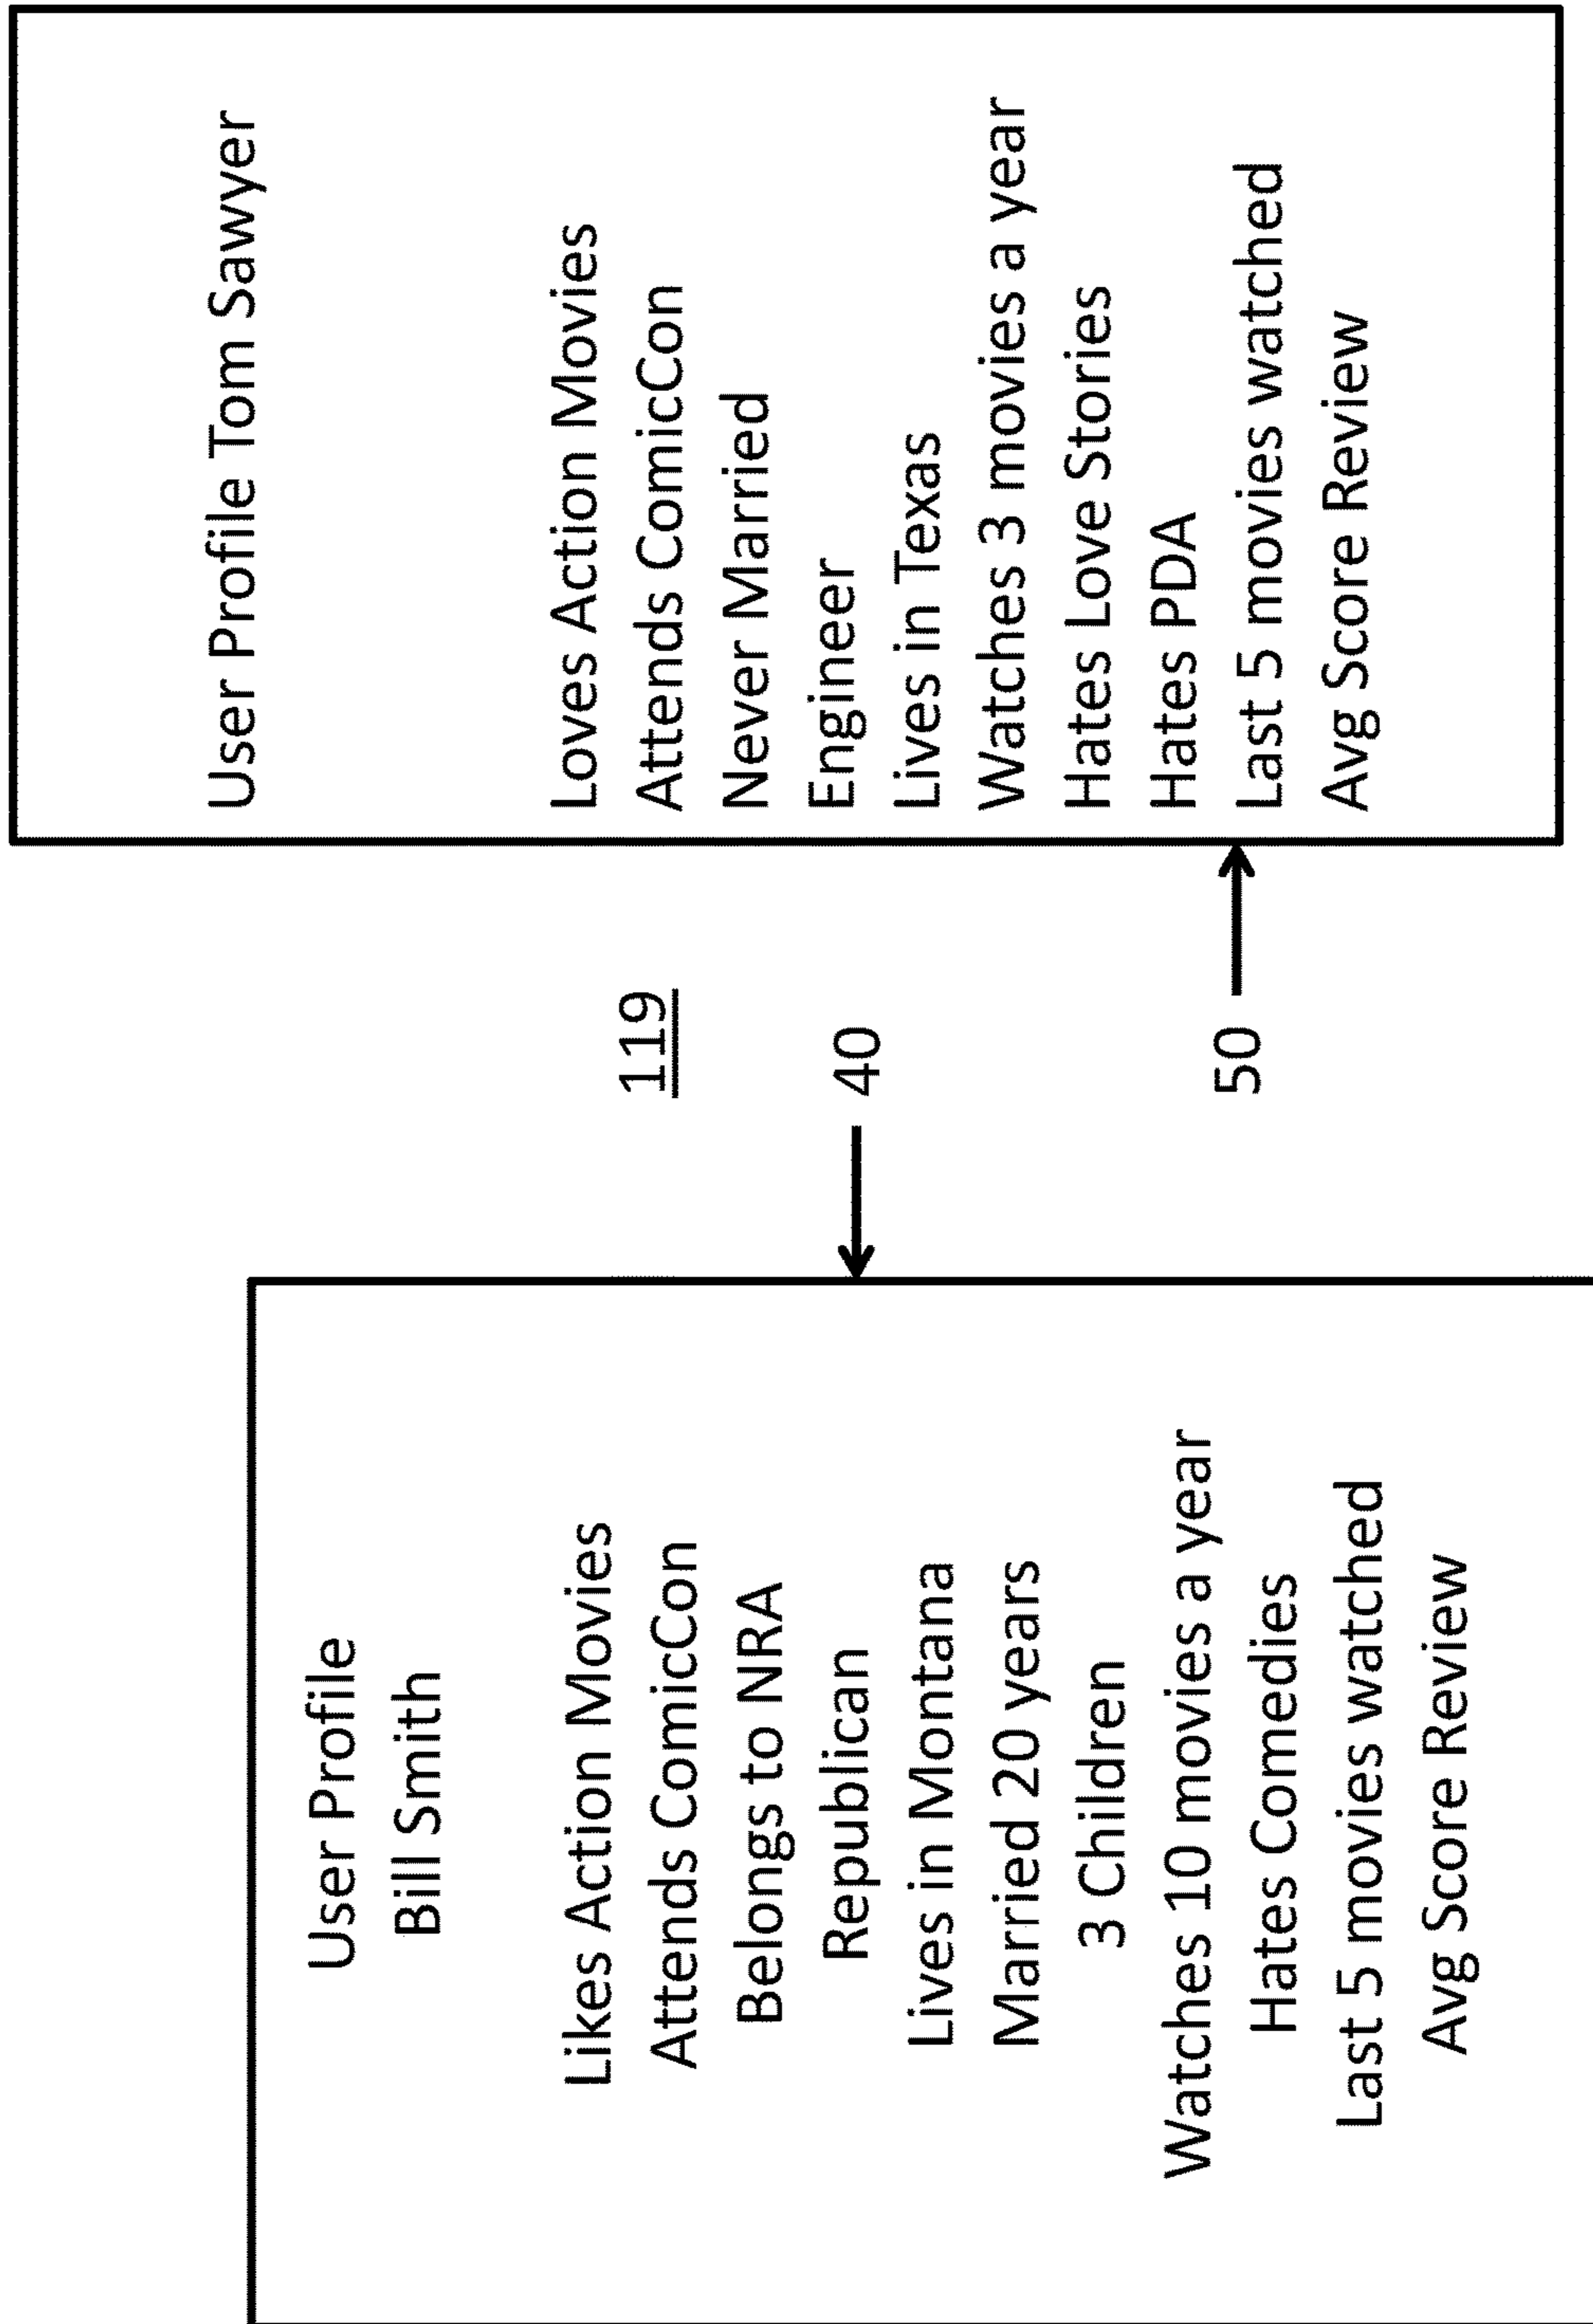 User Profile
Bill Smith
Likes Action Movies
Attends ComicCon
Belongs to NRA
Republican
Lives in Montana
Married 20 years
3 Children
Watches 10 movies a year
Hates Comedies
Last 5 movies watched
Avg Score Review
119
40
50
User Profile Tom Sawyer
Loves Action Movies
Attends ComicCon
Never Married
Engineer
Lives in Texas
Watches 3 movies a year
Hates Love Stories
Hates PDA
Last 5 movies watched
Avg Score Review